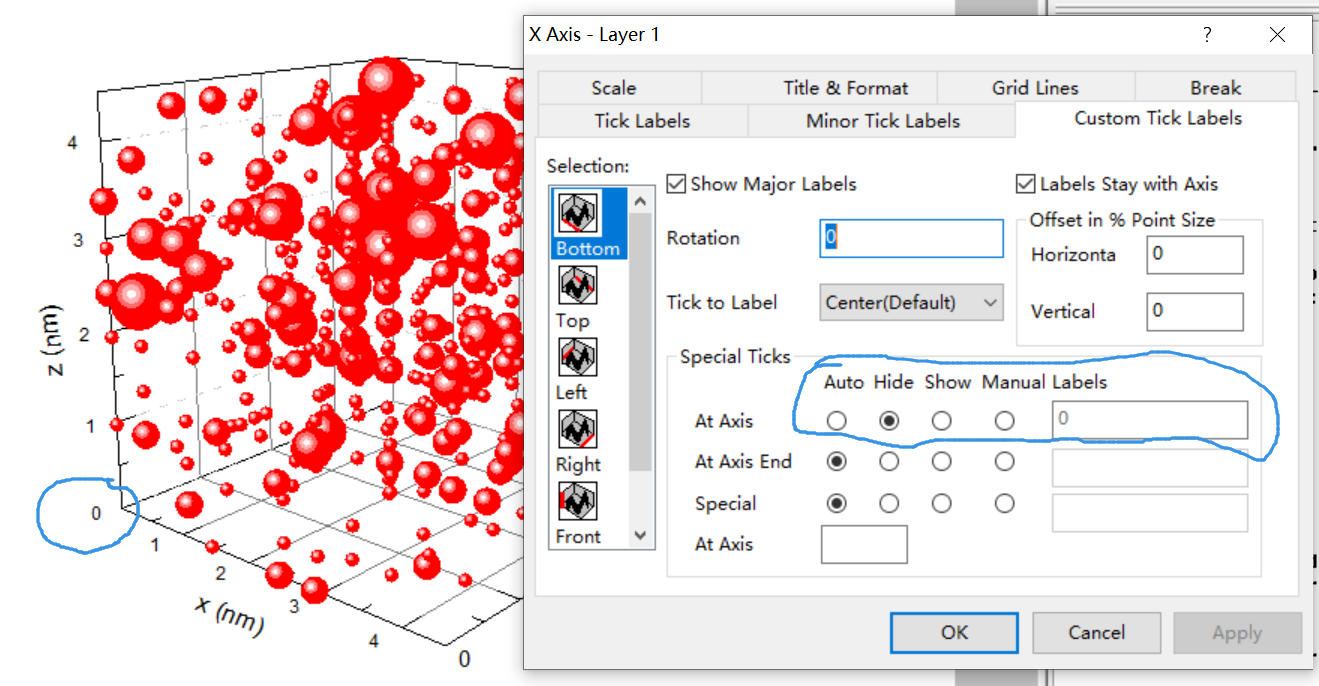 X Axis - Layer 1 ?
Scale Title & Format Grid Lines Break
Tick Labels Minor Tick Labels Custom Tick Labels
Selection:
Bottom
Top
Left
Right
Front
Show Major Labels
Labels Stay with Axis
Rotation 0
Offset in % Point Size
Horizonta 0
Tick to Label Center(Default)
Vertical 0
Special Ticks
Auto Hide Show Manual Labels
At Axis 0
At Axis End
Special
At Axis
OK Cancel Apply
4
3
2
1
0
z (nm)
1
2
3
4
x (nm)
0